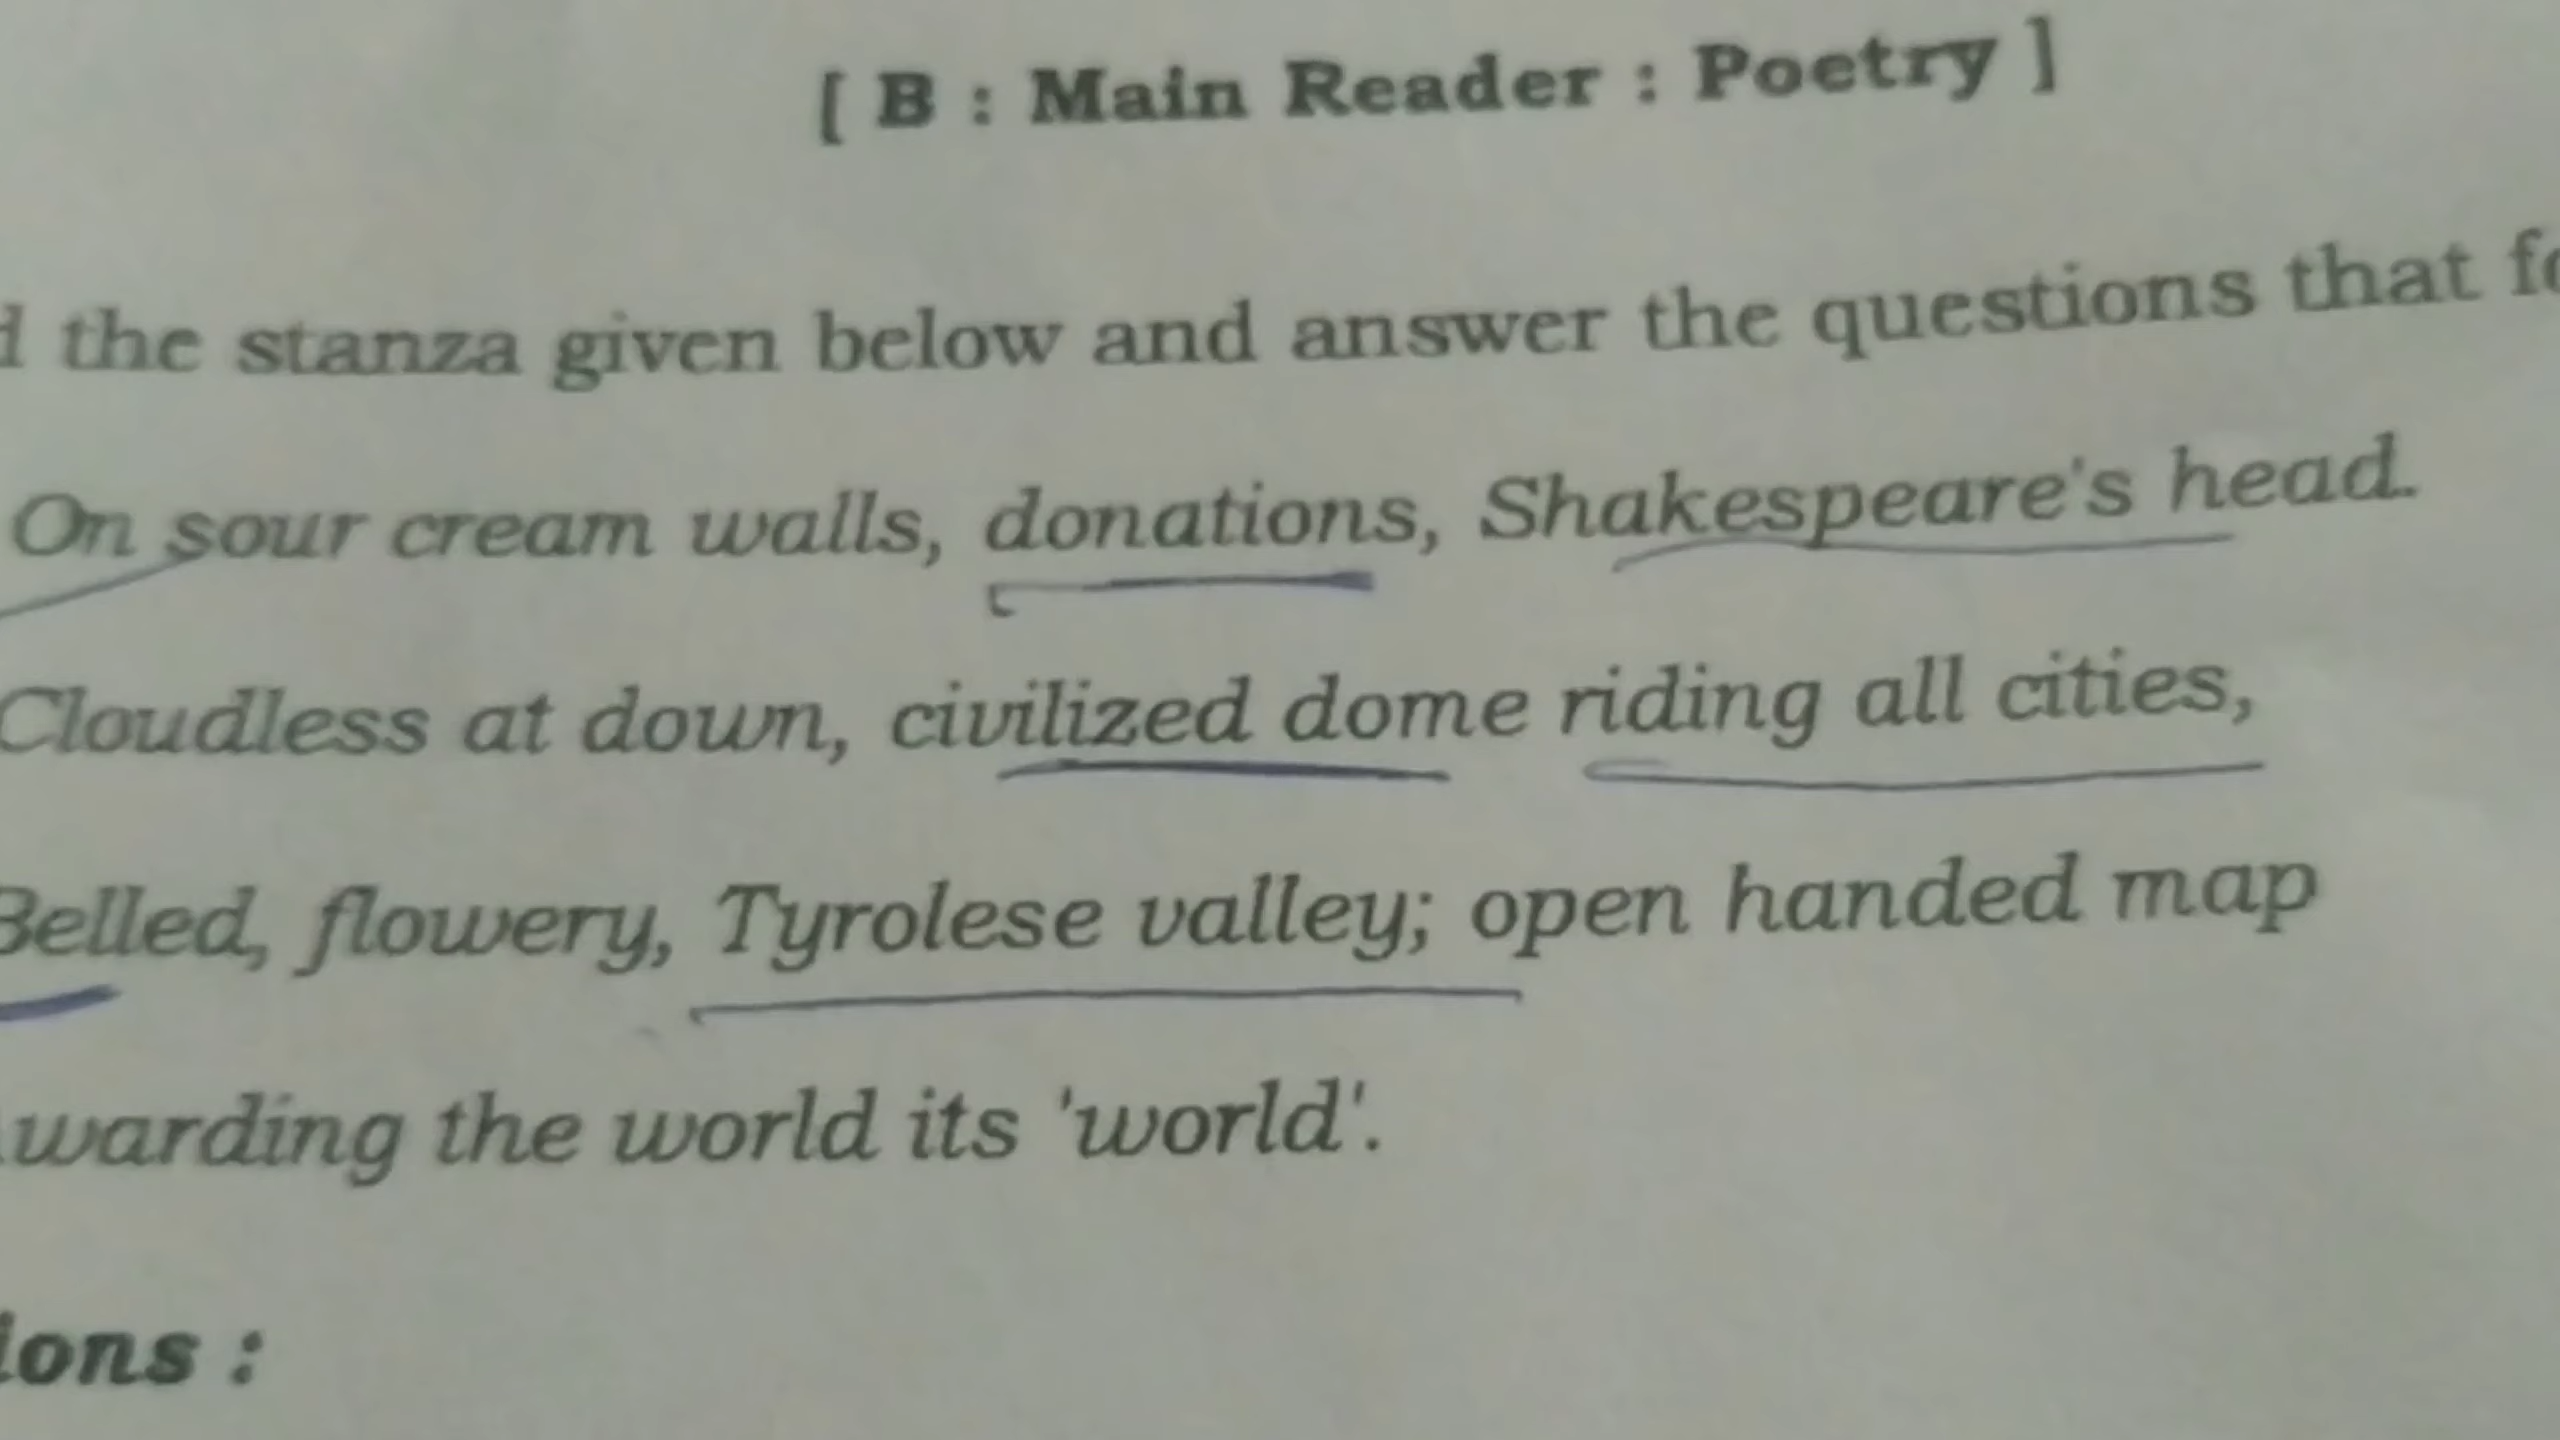 [ B : Main Reader : Poetry ]
the stanza given below and answer the questions that
On sour cream walls, donations, Shakespeare's head.
Cloudless at down, civilized dome riding all cities,
Belled, flowery, Tyrolese valley; open handed map
warding the world its 'world'.
ions :